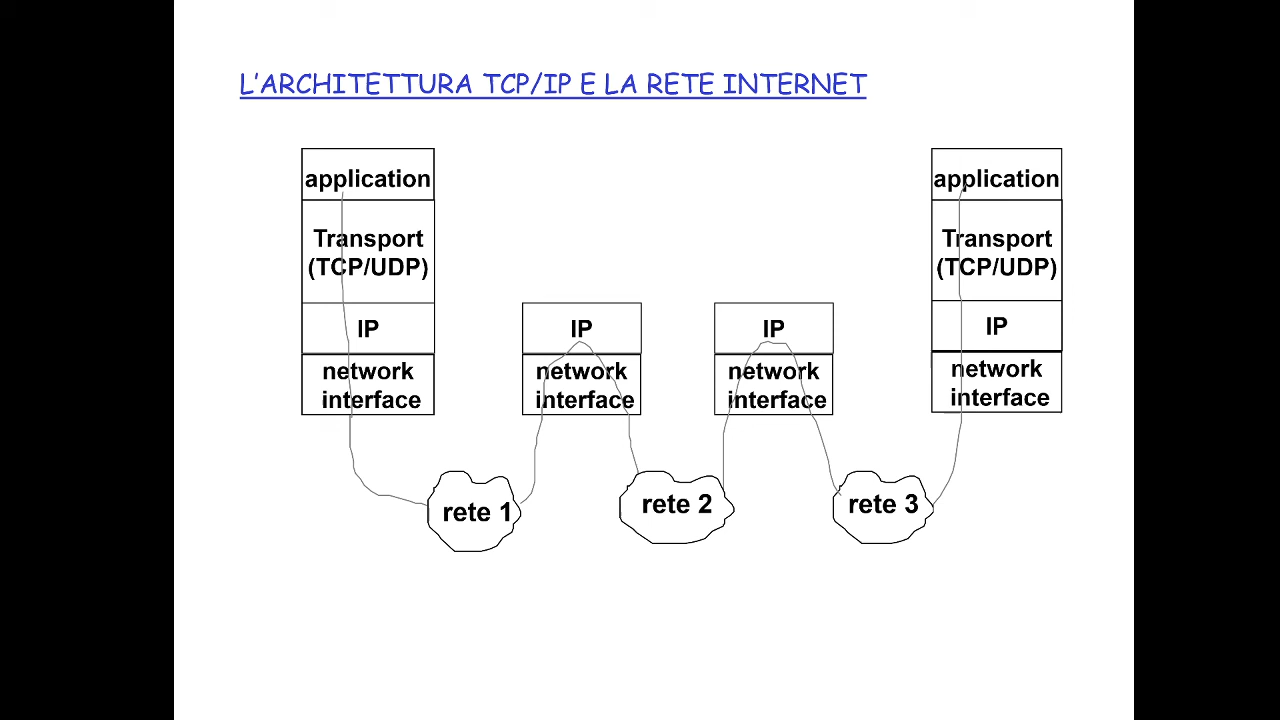 L'ARCHITETTURA TCP/IP E LA RETE INTERNET
application
Transport
(TCP/UDP)
IP
network
interface
IP
network
interface
IP
network
interface
application
Transport
(TCP/UDP)
IP
network
interface
rete 1
rete 2
rete 3